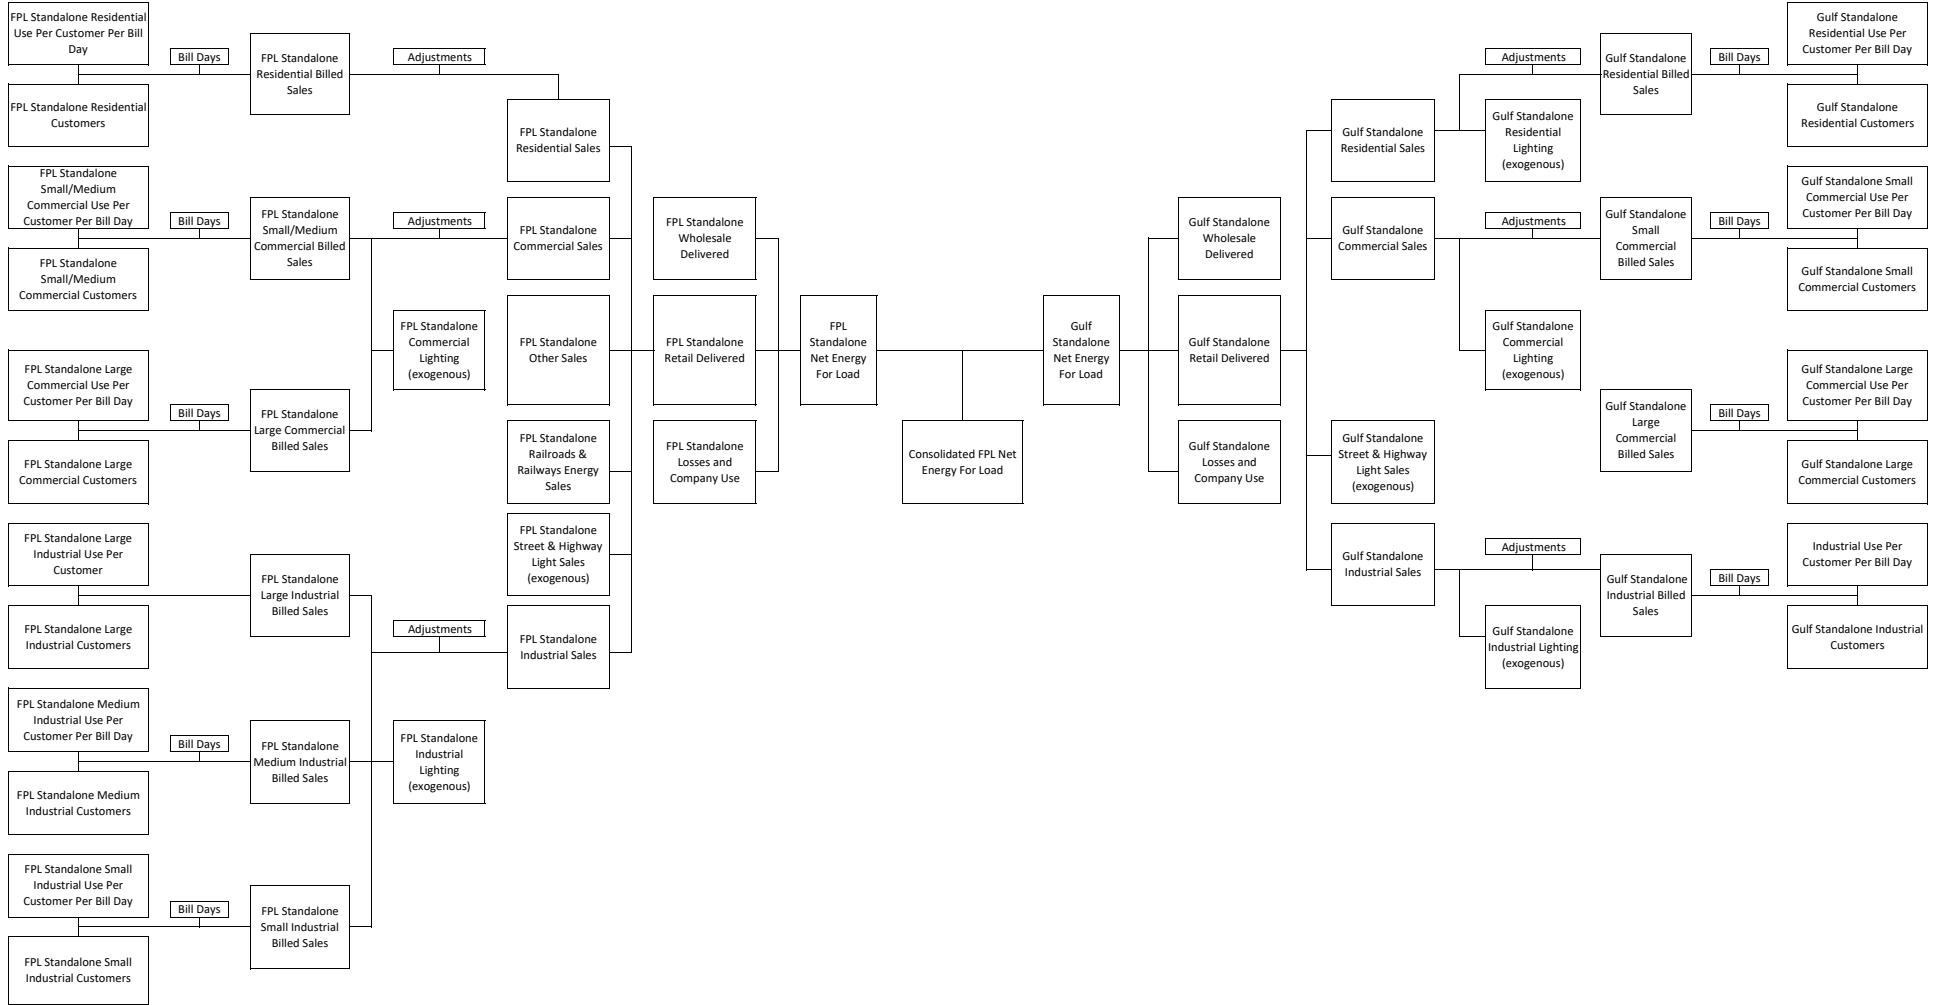 FPL Standalone Residential
Use Per Customer Per Bill
Day
Bill Days
FPL Standalone
Residential Billed
Sales
Adjustments
FPL Standalone Residential
Customers
FPL Standalone
Residential Sales
FPL Standalone
Small/Medium
Commercial Use Per
Customer Per Bill Day
Bill Days
FPL Standalone
Small/Medium
Commercial Billed
Sales
Adjustments
FPL Standalone
Commercial Sales
FPL Standalone
Small/Medium
Commercial Customers
FPL Standalone
Commercial
Lighting
(exogenous)
FPL Standalone
Other Sales
FPL Standalone Large
Commercial Use Per
Customer Per Bill Day
Bill Days
FPL Standalone
Large Commercial
Billed Sales
FPL Standalone Large
Commercial Customers
FPL Standalone
Railroads &
Railways Energy
Sales
FPL Standalone
Street & Highway
Light Sales
(exogenous)
FPL Standalone Large
Industrial Use Per
Customer
FPL Standalone
Large Industrial
Billed Sales
FPL Standalone Large
Industrial Customers
Adjustments
FPL Standalone
Industrial Sales
FPL Standalone Medium
Industrial Use Per
Customer Per Bill Day
Bill Days
FPL Standalone
Medium Industrial
Billed Sales
FPL Standalone
Industrial
Lighting
(exogenous)
FPL Standalone Medium
Industrial Customers
FPL Standalone Small
Industrial Use Per
Customer Per Bill Day
Bill Days
FPL Standalone
Small Industrial
Billed Sales
FPL Standalone Small
Industrial Customers
FPL Standalone
Wholesale
Delivered
FPL Standalone
Retail Delivered
FPL Standalone
Losses and
Company Use
FPL
Standalone
Net Energy
For Load
Consolidated FPL Net
Energy For Load
Gulf
Standalone
Net Energy
For Load
Gulf Standalone
Wholesale
Delivered
Gulf Standalone
Retail Delivered
Gulf Standalone
Losses and
Company Use
Gulf Standalone
Residential Sales
Adjustments
Gulf Standalone
Residential
Lighting
(exogenous)
Gulf Standalone
Residential Billed
Sales
Bill Days
Gulf Standalone
Residential Use Per
Customer Per Bill Day
Gulf Standalone
Residential Customers
Gulf Standalone
Commercial Sales
Adjustments
Gulf Standalone
Small
Commercial
Billed Sales
Bill Days
Gulf Standalone Small
Commercial Use Per
Customer Per Bill Day
Gulf Standalone Small
Commercial Customers
Gulf Standalone
Commercial
Lighting
(exogenous)
Gulf Standalone
Large
Commercial
Billed Sales
Bill Days
Gulf Standalone Large
Commercial Use Per
Customer Per Bill Day
Gulf Standalone Large
Commercial Customers
Gulf Standalone
Street & Highway
Light Sales
(exogenous)
Gulf Standalone
Industrial Sales
Adjustments
Gulf Standalone
Industrial Lighting
(exogenous)
Gulf Standalone
Industrial Billed
Sales
Bill Days
Industrial Use Per
Customer Per Bill Day
Gulf Standalone Industrial
Customers